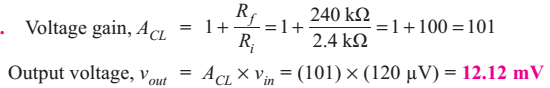 . Voltage gain, A_CL = 1 + R_f / R_i = 1 + 240 kΩ / 2.4 kΩ = 1 + 100 = 101
Output voltage, v_out = A_CL × v_in = (101) × (120 μV) = 12.12 mV